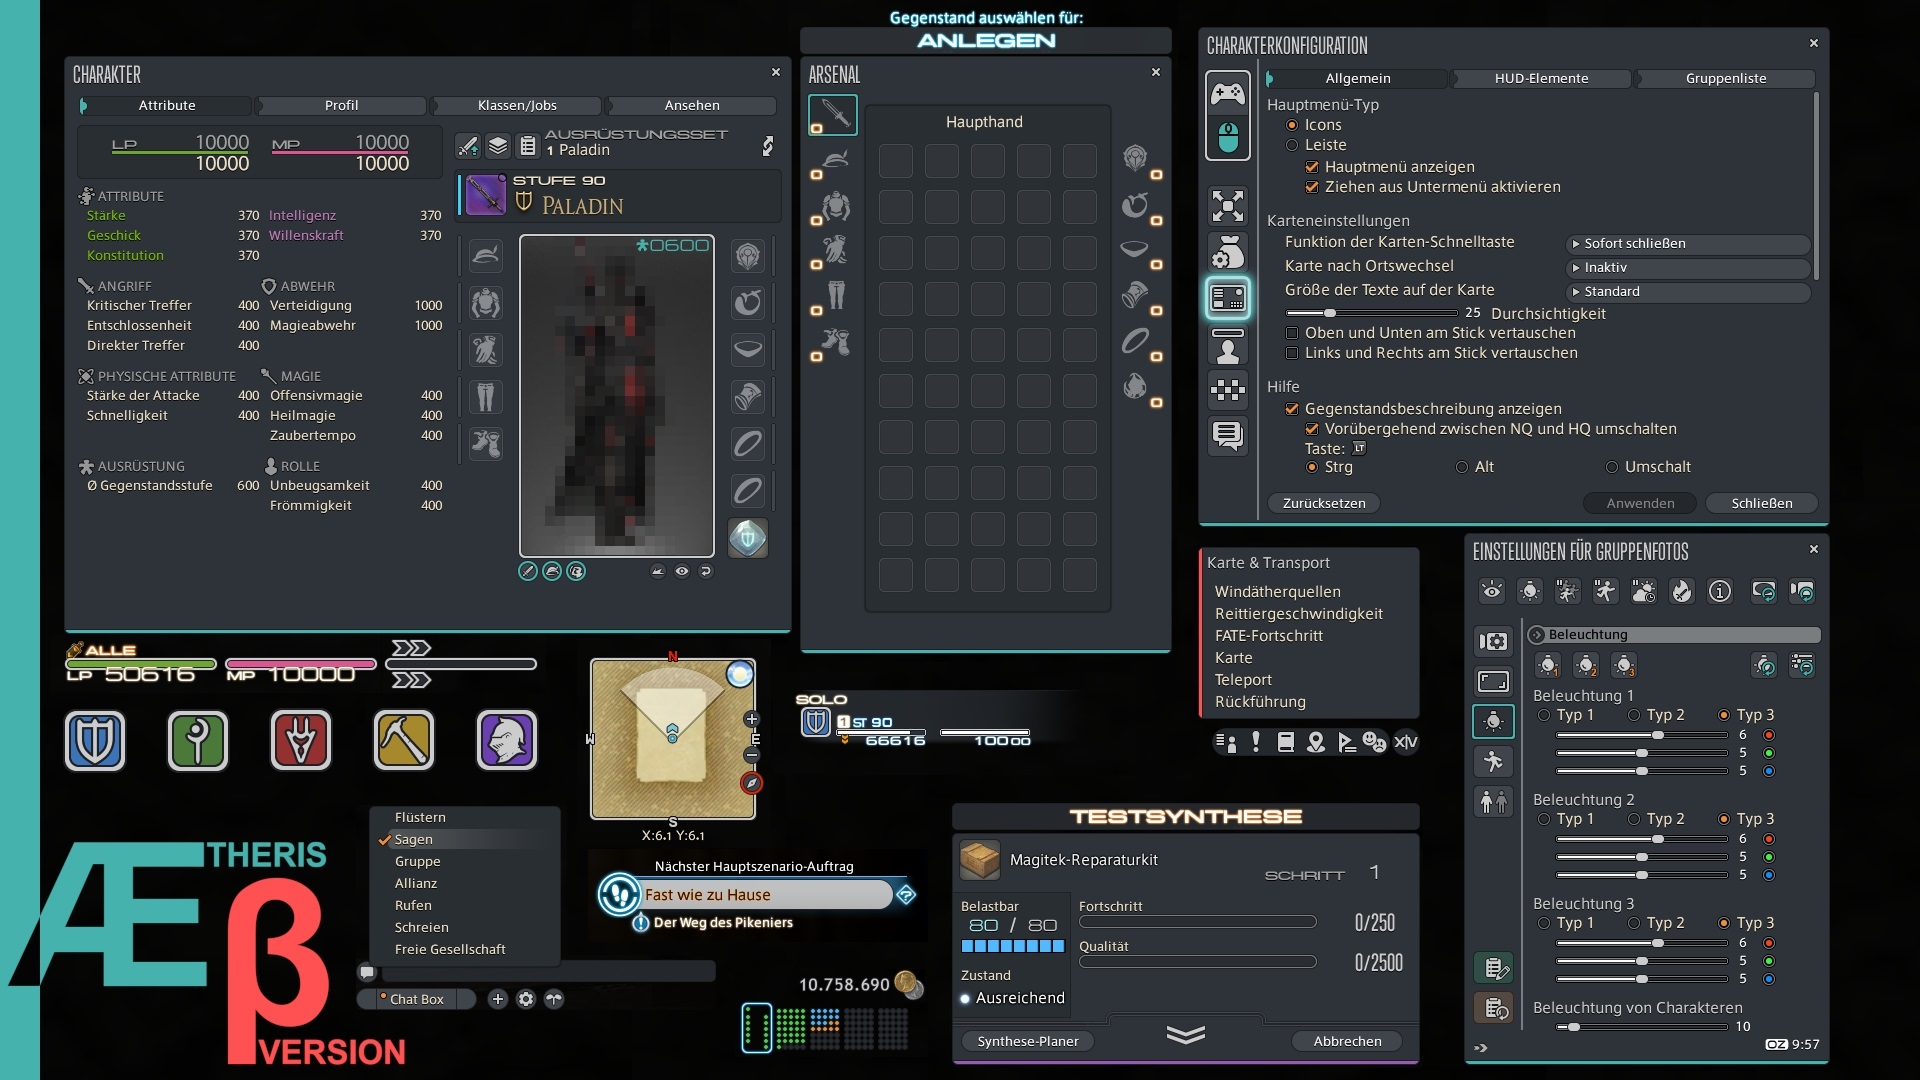 Gegenstand auswählen für:
ANLEGEN
CHARAKTER
Attribute
Profil
Klassen/Jobs
Ansehen
LP 10000
10000
MP 10000
10000
AUSRÜSTUNGSSET
1 Paladin
STUFE 90
PALADIN
0600
ATTRIBUTE
Stärke 370
Intelligenz 370
Geschick 370
Willenskraft 370
Konstitution 370
ANGRIFF
ABWEHR
Kritischer Treffer 400
Verteidigung 1000
Entschlossenheit 400
Magieabwehr 1000
Direkter Treffer 400
PHYSISCHE ATTRIBUTE
MAGIE
Stärke der Attacke 400
Offensivmagie 400
Schnelligkeit 400
Heilmagie 400
Zaubertempo 400
AUSRÜSTUNG
ROLLE
Ø Gegenstandsstufe 600
Unbeugsamkeit 400
Frömmigkeit 400
ARSENAL
Haupthand
CHARAKTERKONFIGURATION
Allgemein
HUD-Elemente
Gruppenliste
Hauptmenü-Typ
Icons
Leiste
Hauptmenü anzeigen
Ziehen aus Untermenü aktivieren
Karteneinstellungen
Funktion der Karten-Schnelltaste
Sofort schließen
Karte nach Ortswechsel
Inaktiv
Größe der Texte auf der Karte
Standard
25 Durchsichtigkeit
Oben und Unten am Stick vertauschen
Links und Rechts am Stick vertauschen
Hilfe
Gegenstandsbeschreibung anzeigen
Vorübergehend zwischen NQ und HQ umschalten
Taste: LT
Strg
Alt
Umschalt
Zurücksetzen
Anwenden
Schließen
ALLE
LP 50616
MP 10000
N
W
E
S
X:6.1 Y:6.1
SOLO
1 ST 90
66616
10000
Karte & Transport
Windätherquellen
Reittiergeschwindigkeit
FATE-Fortschritt
Karte
Teleport
Rückführung
XIV
Flüstern
Sagen
Gruppe
Allianz
Rufen
Schreien
Freie Gesellschaft
Chat Box
Nächster Hauptszenario-Auftrag
Fast wie zu Hause
Der Weg des Pikeniers
10.758.690
TESTSYNTHESE
Magitek-Reparaturkit
SCHRITT 1
Belastbar
80 / 80
Fortschritt
0/250
Qualität
0/2500
Zustand
Ausreichend
Synthese-Planer
Abbrechen
EINSTELLUNGEN FÜR GRUPPENFOTOS
Beleuchtung
1
2
3
Beleuchtung 1
Typ 1
Typ 2
Typ 3
6
5
5
Beleuchtung 2
Typ 1
Typ 2
Typ 3
6
5
5
Beleuchtung 3
Typ 1
Typ 2
Typ 3
6
5
5
Beleuchtung von Charakteren
10
OZ 9:57
ÆTHERIS
β
VERSION